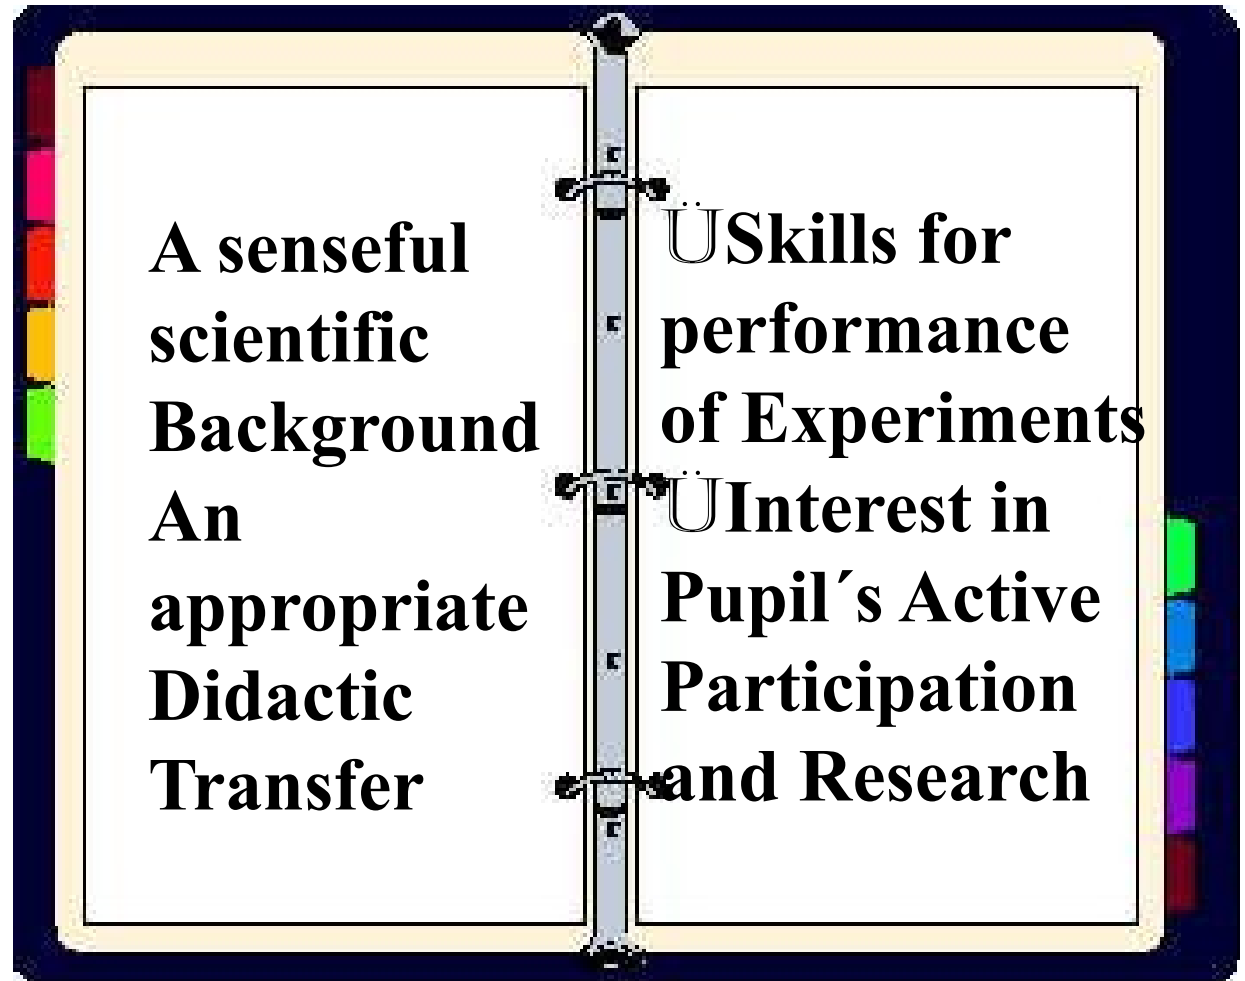 A senseful
scientific
Background
An
appropriate
Didactic
Transfer
ÜSkills for
performance
of Experiments
ÜInterest in
Pupil´s Active
Participation
and Research